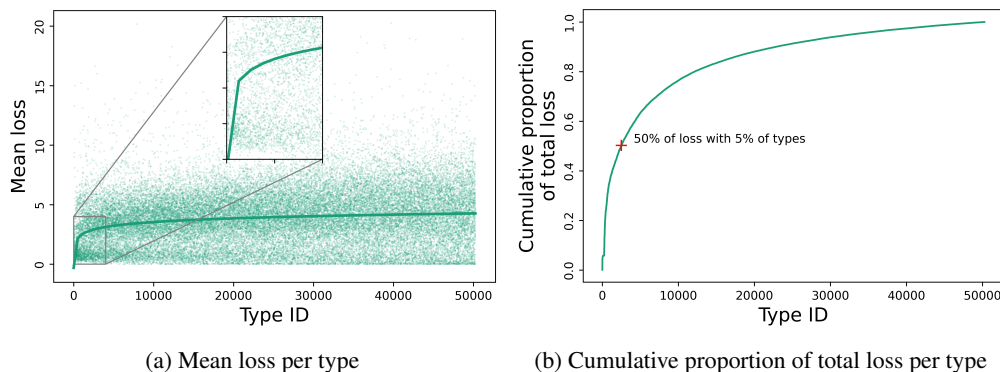 20
15
10
5
0
Mean loss
0 10000 20000 30000 40000 50000
Type ID
(a) Mean loss per type
1.0
0.8
0.6
0.4
0.2
0.0
Cumulative proportion
of total loss
50% of loss with 5% of types
0 10000 20000 30000 40000 50000
Type ID
(b) Cumulative proportion of total loss per type